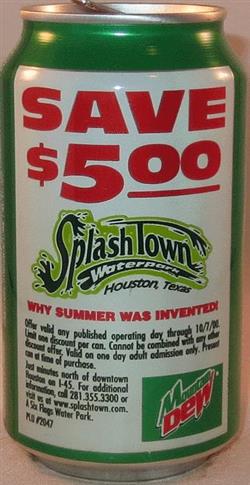 SAVE
$5.00
SplashTown
Waterpark
Houston, Texas
WHY SUMMER WAS INVENTED!
Offer valid any published operating day through 10/7/00.
Limit one discount per can. Cannot be combined with any other
discount offer. Valid on one day adult admission only. Present
can at time of purchase.
Just minutes north of downtown
Houston on I-45. For additional
information, call 281.355.3300 or
visit us at www.splashtown.com.
A Six Flags Water Park.
PLU #2047
Mountain
DEW